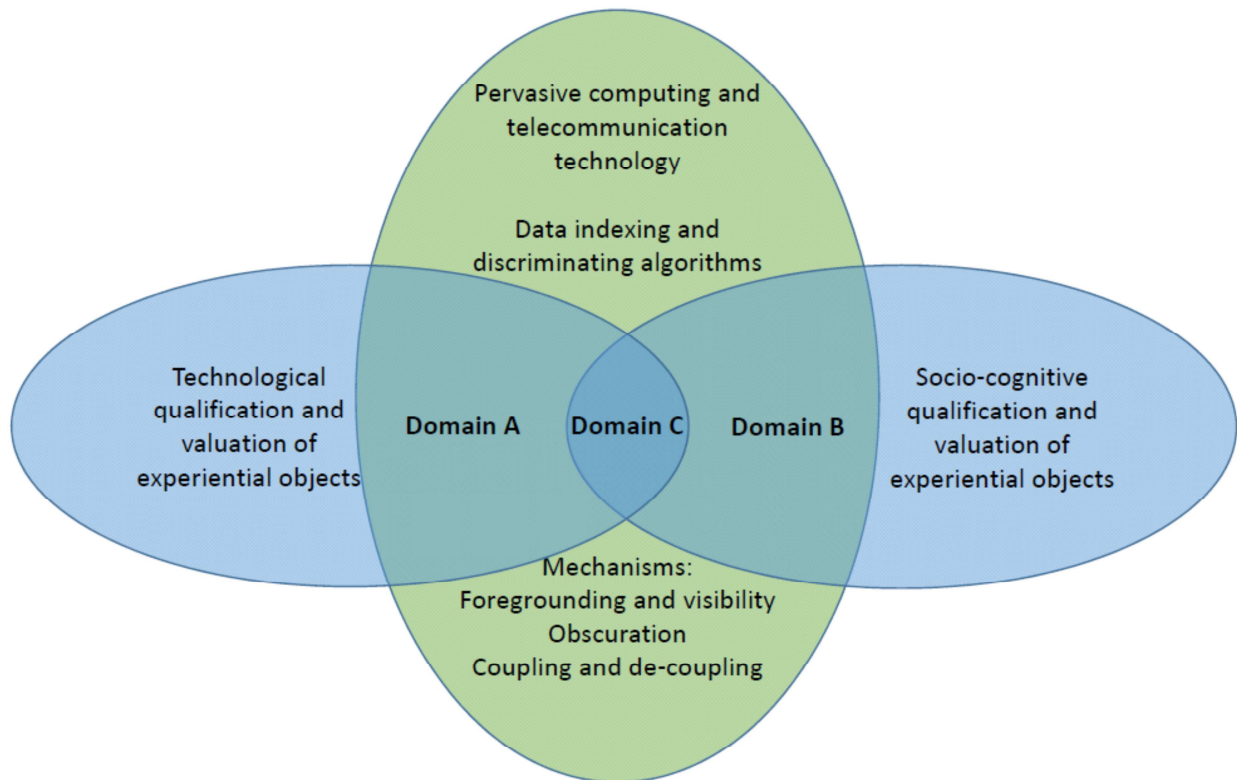 Pervasive computing and
telecommunication
technology
Data indexing and
discriminating algorithms
Technological
qualification and
valuation of
experiential objects
Domain A
Domain C
Domain B
Socio-cognitive
qualification and
valuation of
experiential objects
Mechanisms:
Foregrounding and visibility
Obscuration
Coupling and de-coupling